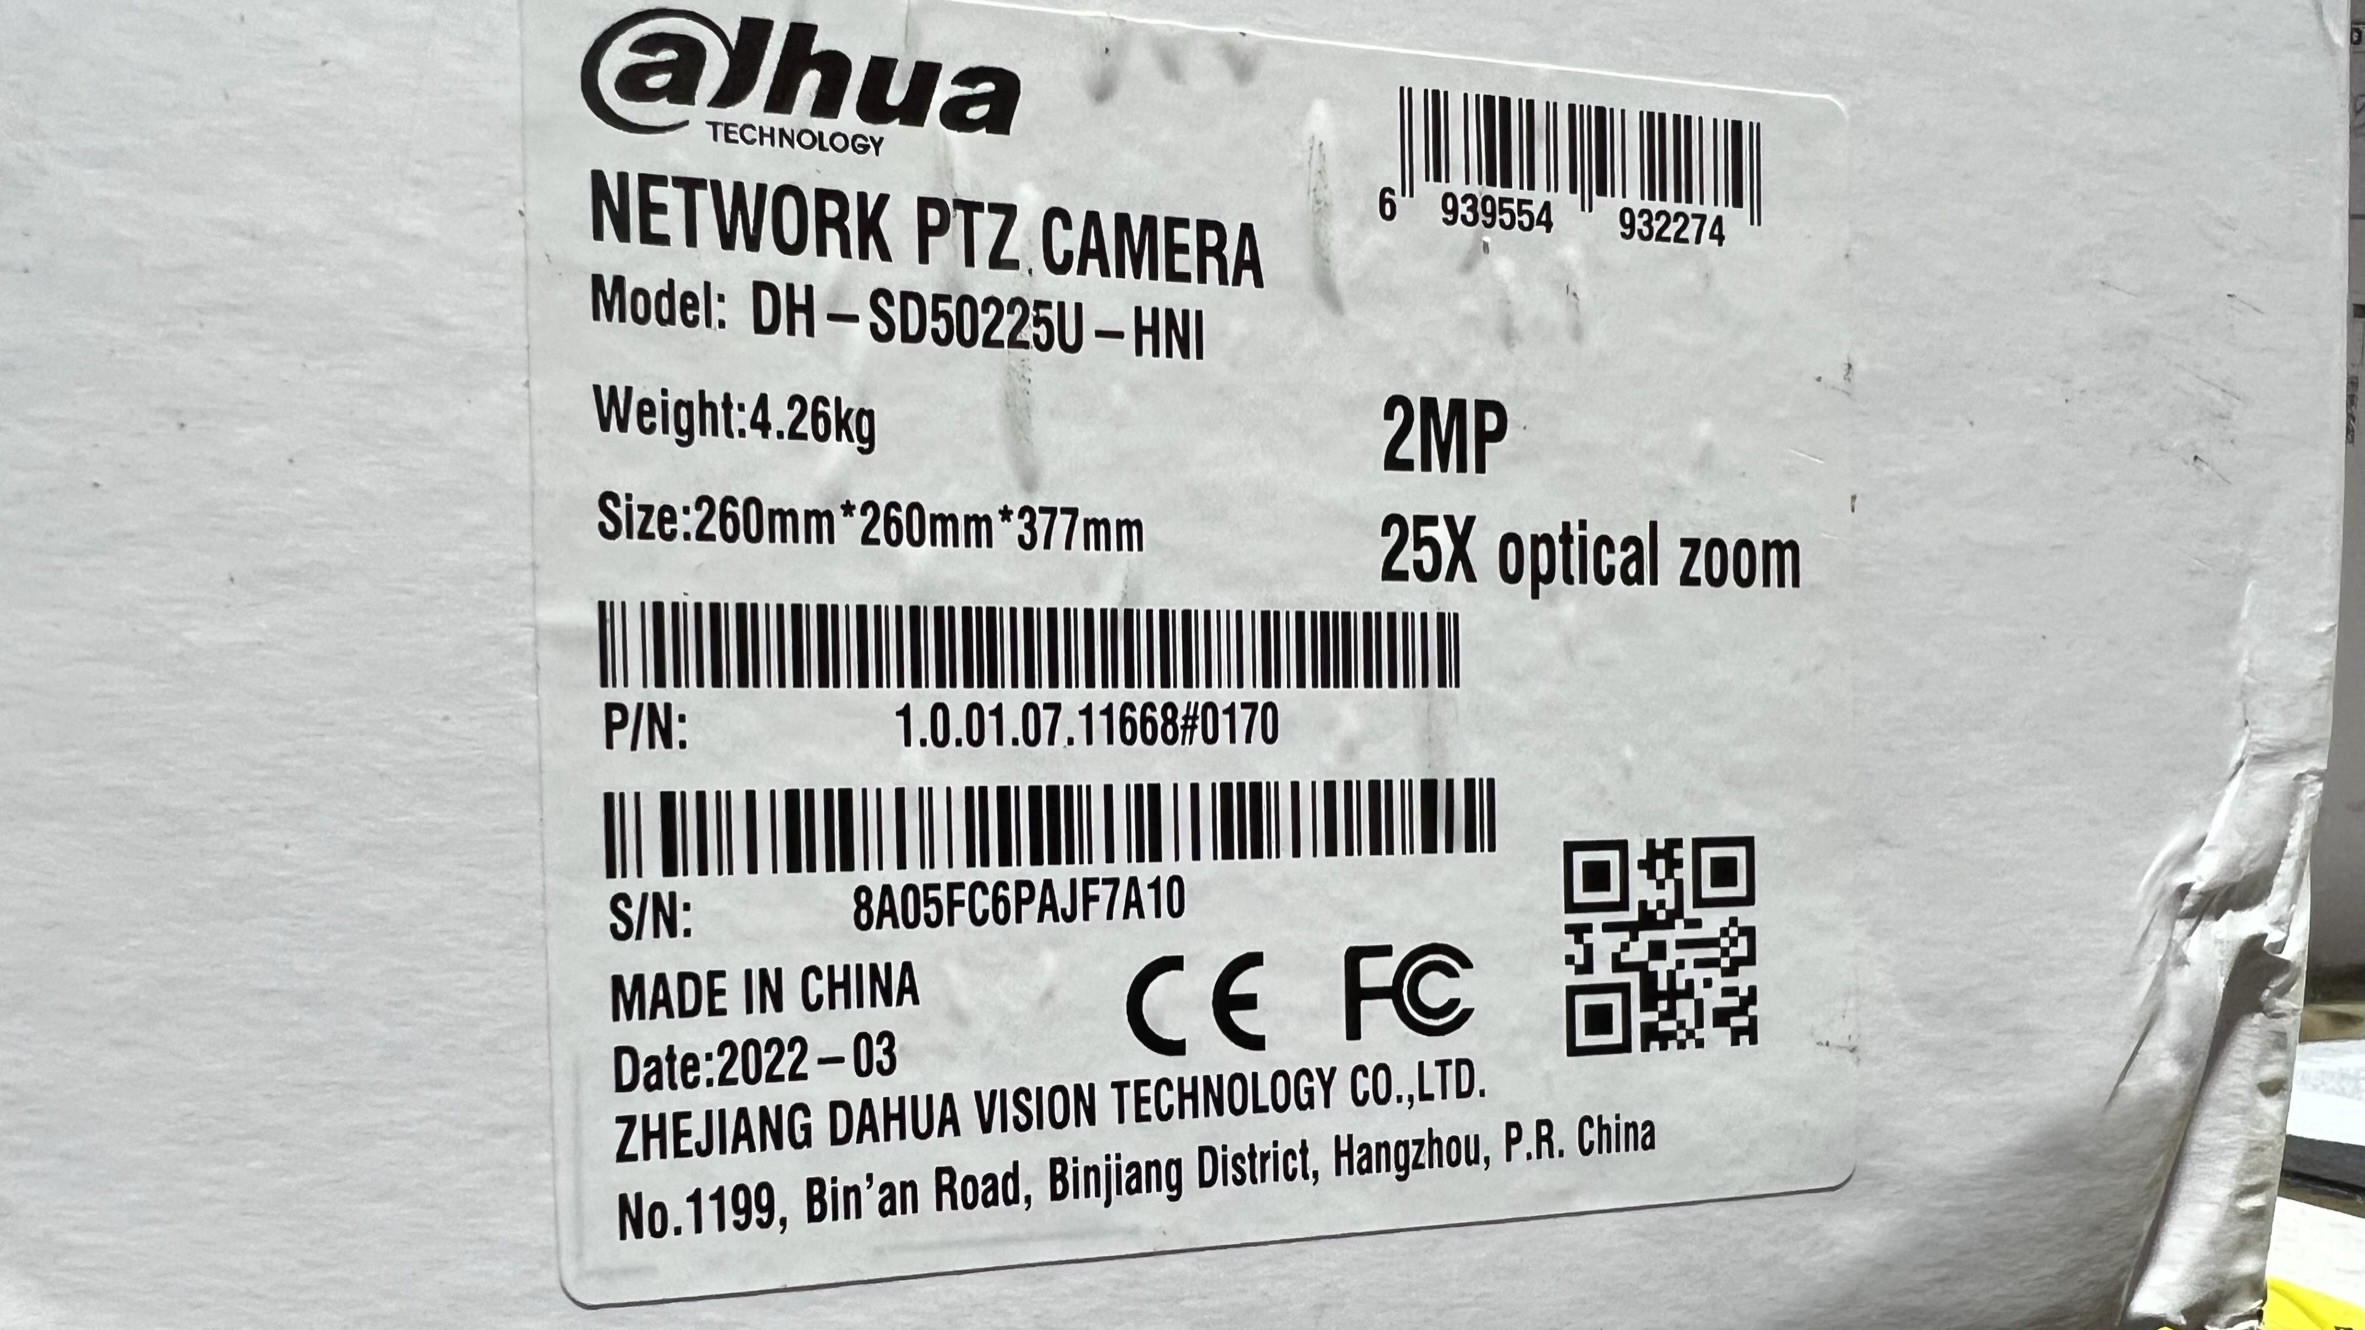 alhua
TECHNOLOGY
6 939554 932274
NETWORK PTZ CAMERA
Model: DH-SD50225U-HNI
Weight:4.26kg
2MP
Size:260mm*260mm*377mm
25X optical zoom
P/N: 1.0.01.07.11668#0170
S/N: 8A05FC6PAJF7A10
MADE IN CHINA
CE FC
Date:2022-03
ZHEJIANG DAHUA VISION TECHNOLOGY CO.,LTD.
No.1199, Bin’an Road, Binjiang District, Hangzhou, P.R. China